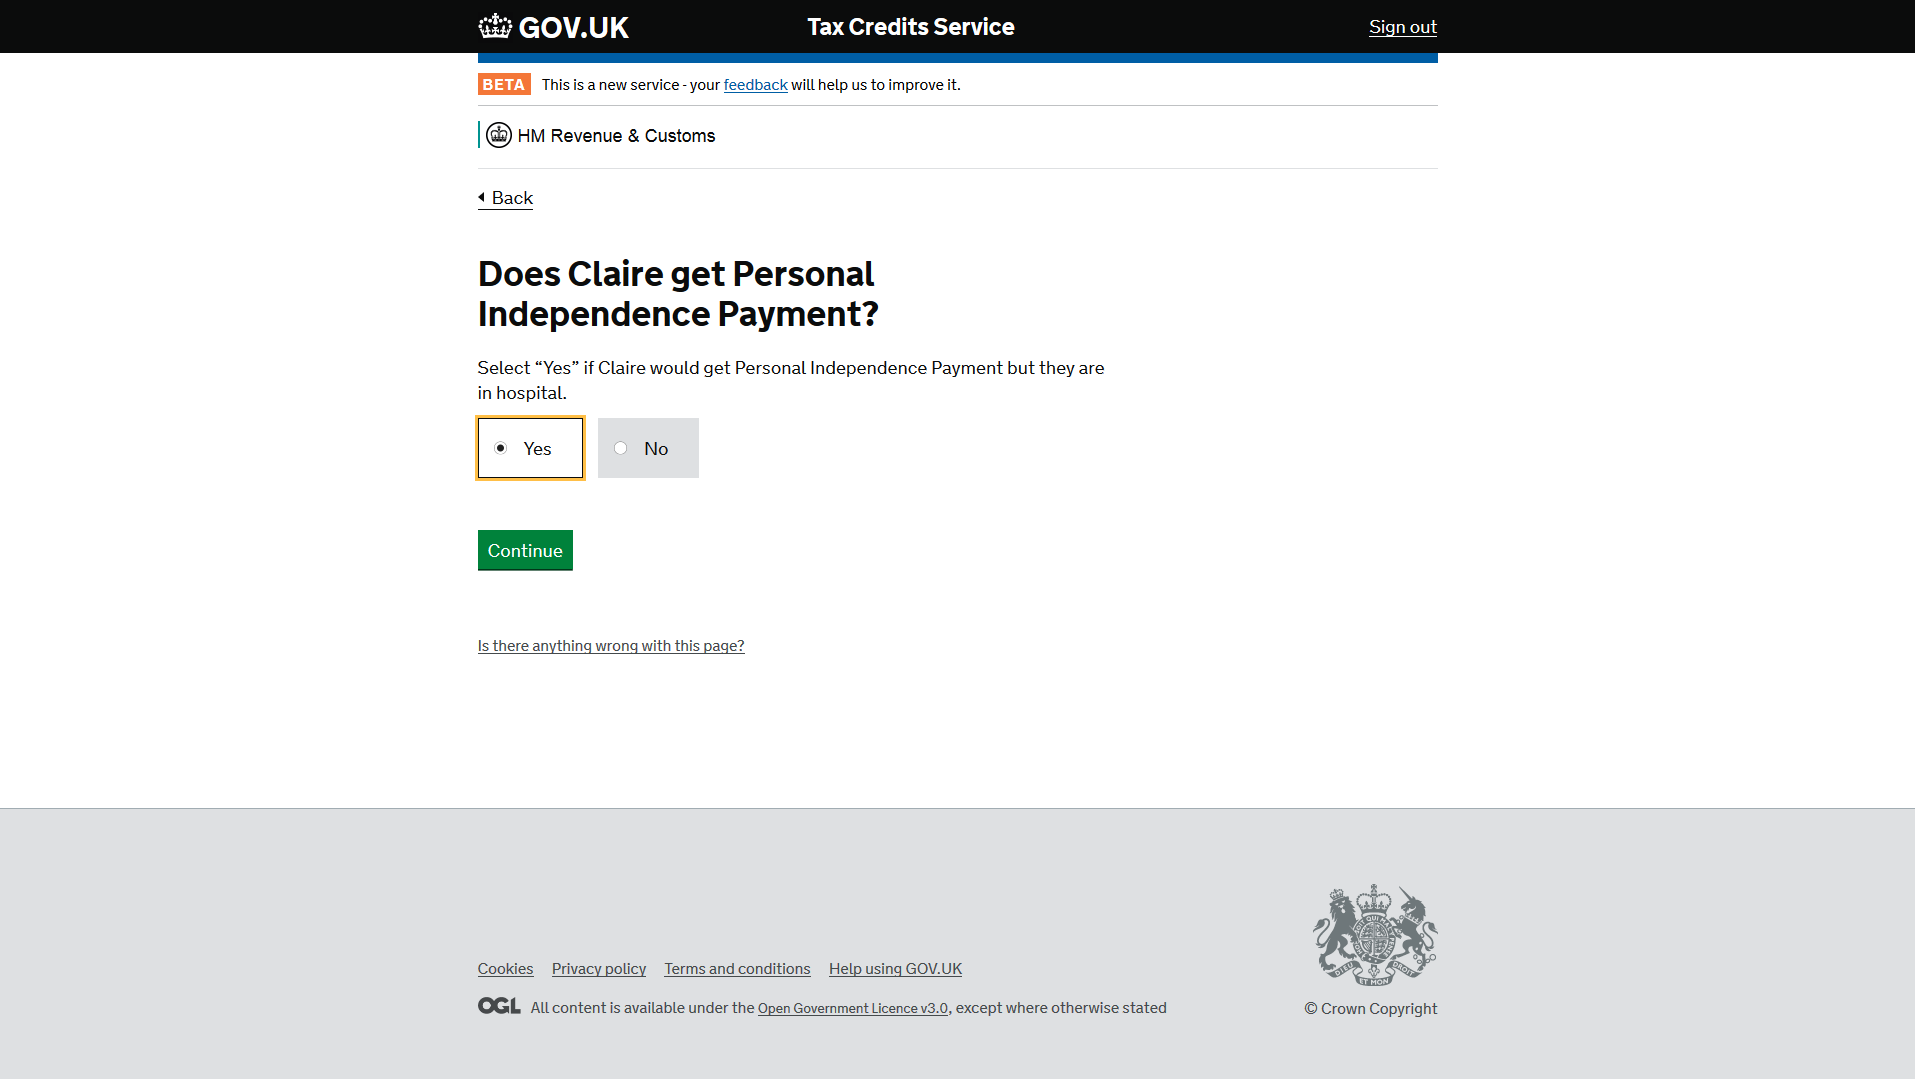 GOV.UK Tax Credits Service Sign out
BETA This is a new service - your feedback will help us to improve it.
HM Revenue & Customs
Back
Does Claire get Personal
Independence Payment?
Select “Yes” if Claire would get Personal Independence Payment but they are
in hospital.
Yes No
Continue
Is there anything wrong with this page?
Cookies Privacy policy Terms and conditions Help using GOV.UK
OGL All content is available under the Open Government Licence v3.0, except where otherwise stated
© Crown Copyright